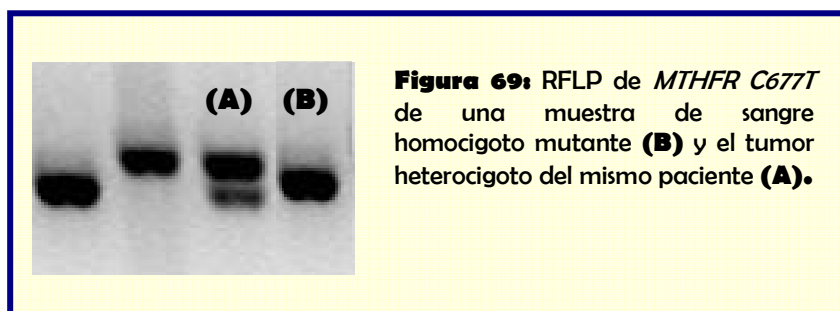 (A) (B)
Figura 69: RFLP de MTHFR C677T
de una muestra de sangre
homocigoto mutante (B) y el tumor
heterocigoto del mismo paciente (A).